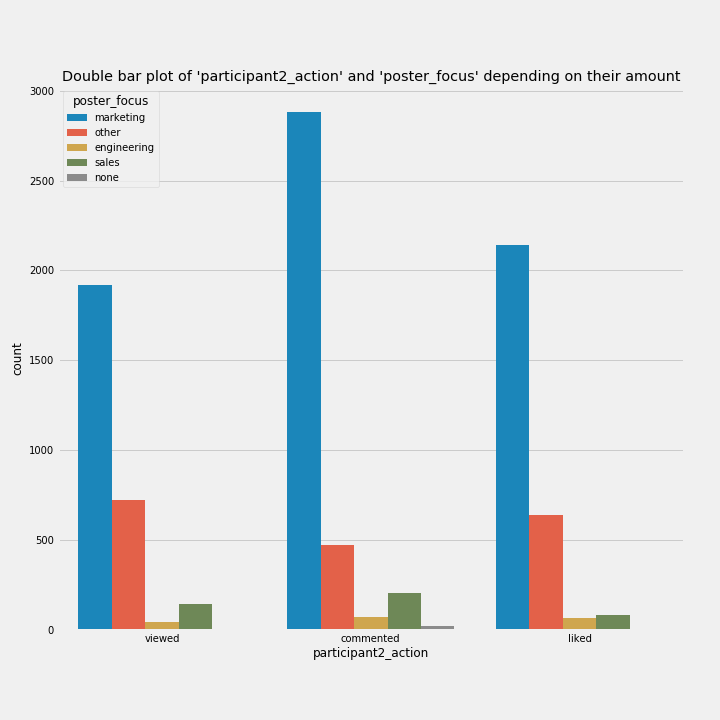 Double bar plot of 'participant2_action' and 'poster_focus' depending on their amount
poster_focus
marketing
other
engineering
sales
none
3000
2500
2000
1500
1000
500
0
count
viewed
commented
liked
participant2_action